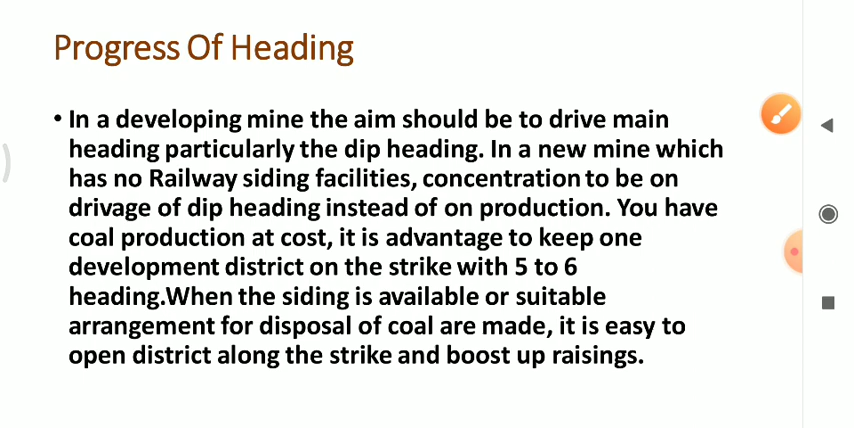 Progress Of Heading
• In a developing mine the aim should be to drive main
heading particularly the dip heading. In a new mine which
has no Railway siding facilities, concentration to be on
drivage of dip heading instead of on production. You have
coal production at cost, it is advantage to keep one
development district on the strike with 5 to 6
heading.When the siding is available or suitable
arrangement for disposal of coal are made, it is easy to
open district along the strike and boost up raisings.